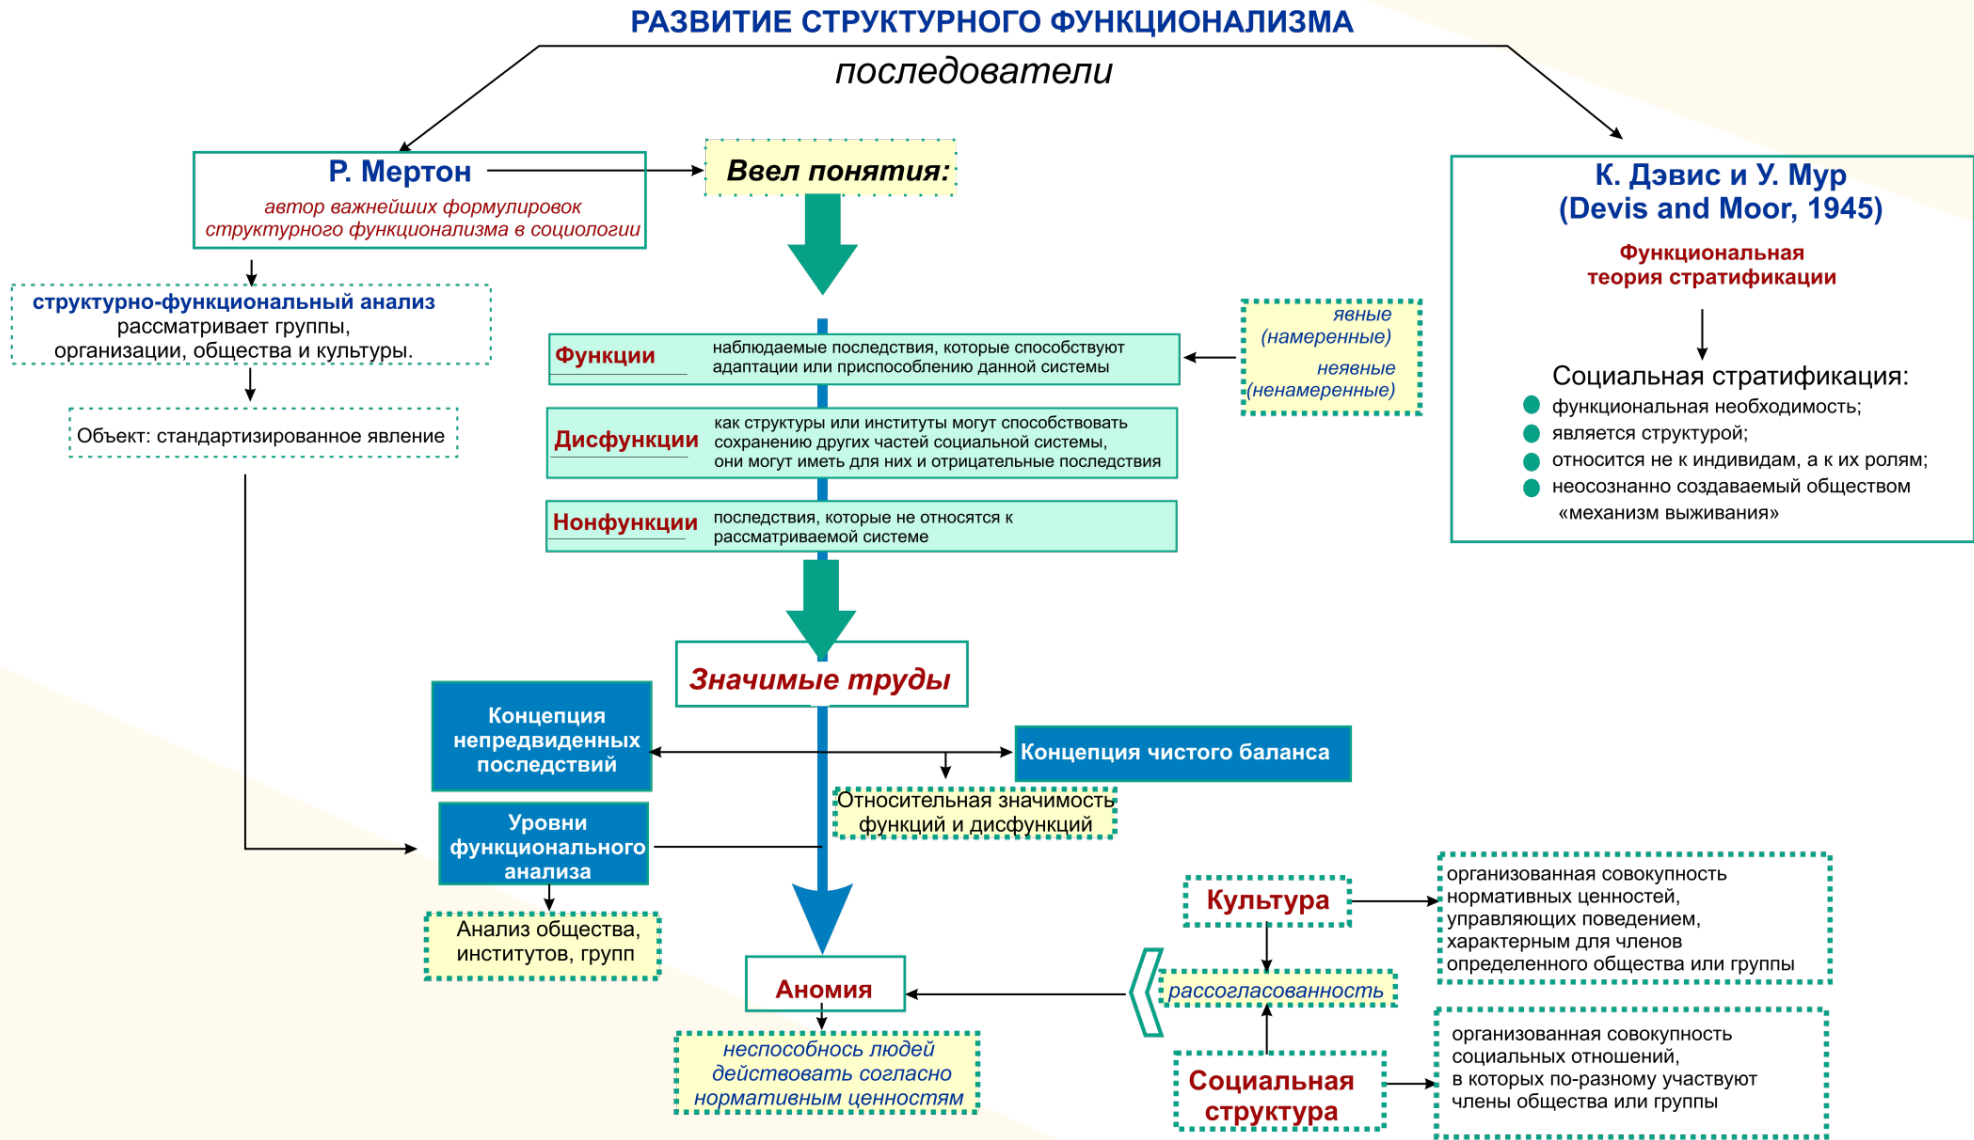 РАЗВИТИЕ СТРУКТУРНОГО ФУНКЦИОНАЛИЗМА
последователи
Р. Мертон
автор важнейших формулировок
структурного функционализма в социологии
Ввел понятия:
К. Дэвис и У. Мур
(Devis and Moor, 1945)
Функциональная
теория стратификации
Социальная стратификация:
функциональная необходимость;
является структурой;
относится не к индивидам, а к их ролям;
неосознанно создаваемый обществом
«механизм выживания»
структурно-функциональный анализ
рассматривает группы,
организации, общества и культуры.
Объект: стандартизированное явление
явные
(намеренные)
неявные
(ненамеренные)
Функции
наблюдаемые последствия, которые способствуют
адаптации или приспособлению данной системы
Дисфункции
как структуры или институты могут способствовать
сохранению других частей социальной системы,
они могут иметь для них и отрицательные последствия
Нонфункции
последствия, которые не относятся к
рассматриваемой системе
Значимые труды
Концепция
непредвиденных
последствий
Концепция чистого баланса
Относительная значимость
функций и дисфункций
Уровни
функционального
анализа
Анализ общества,
институтов, групп
Аномия
неспособнось людей
действовать согласно
нормативным ценностям
Культура
организованная совокупность
нормативных ценностей,
управляющих поведением,
характерным для членов
определенного общества или группы
рассогласованность
Социальная
структура
организованная совокупность
социальных отношений,
в которых по-разному участвуют
члены общества или группы